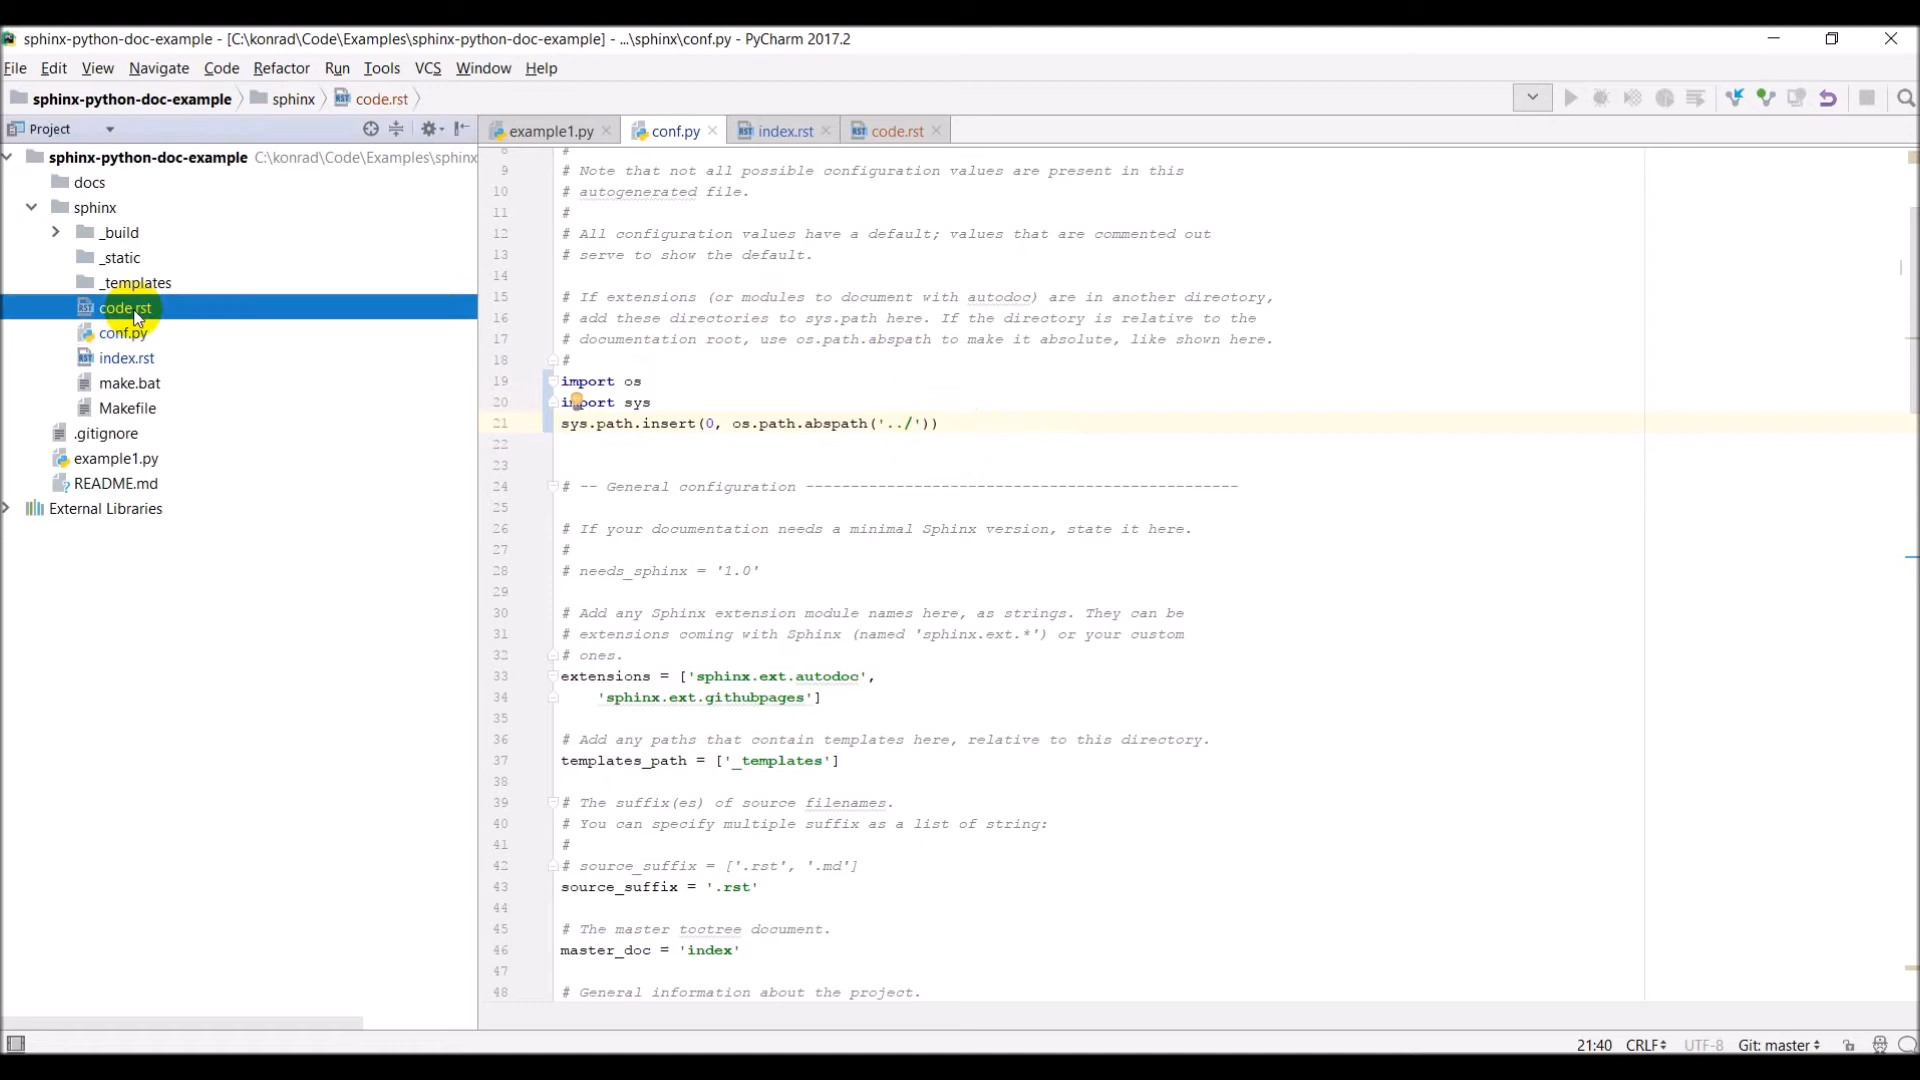 sphinx-python-doc-example - [C:\konrad\Code\Examples\sphinx-python-doc-example] - ...\sphinx\conf.py - PyCharm 2017.2
File Edit View Navigate Code Refactor Run Tools VCS Window Help
sphinx-python-doc-example sphinx code.rst
Project
example1.py conf.py index.rst code.rst
sphinx-python-doc-example C:\konrad\Code\Examples\sphinx
docs
sphinx
_build
_static
_templates
code.rst
conf.py
index.rst
make.bat
Makefile
.gitignore
example1.py
README.md
External Libraries
8 #
9 # Note that not all possible configuration values are present in this
10 # autogenerated file.
11 #
12 # All configuration values have a default; values that are commented out
13 # serve to show the default.
14
15 # If extensions (or modules to document with autodoc) are in another directory,
16 # add these directories to sys.path here. If the directory is relative to the
17 # documentation root, use os.path.abspath to make it absolute, like shown here.
18 #
19 import os
20 import sys
21 sys.path.insert(0, os.path.abspath('../'))
22
23
24 # -- General configuration ------------------------------------------------
25
26 # If your documentation needs a minimal Sphinx version, state it here.
27 #
28 # needs_sphinx = '1.0'
29
30 # Add any Sphinx extension module names here, as strings. They can be
31 # extensions coming with Sphinx (named 'sphinx.ext.*') or your custom
32 # ones.
33 extensions = ['sphinx.ext.autodoc',
34 'sphinx.ext.githubpages']
35
36 # Add any paths that contain templates here, relative to this directory.
37 templates_path = ['_templates']
38
39 # The suffix(es) of source filenames.
40 # You can specify multiple suffix as a list of string:
41 #
42 # source_suffix = ['.rst', '.md']
43 source_suffix = '.rst'
44
45 # The master toctree document.
46 master_doc = 'index'
47
48 # General information about the project.
21:40 CRLF UTF-8 Git: master